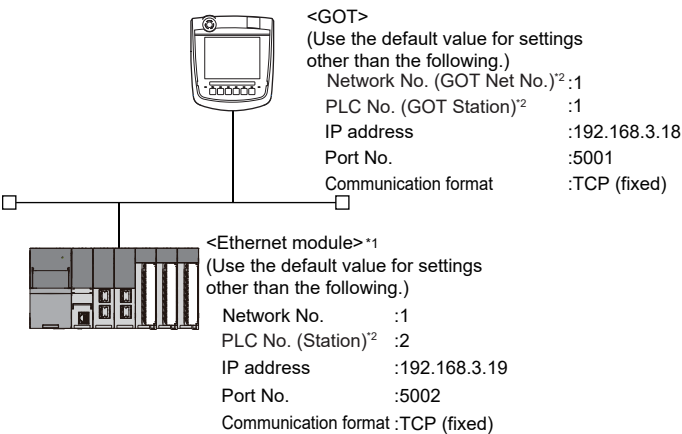 <GOT>
(Use the default value for settings
other than the following.)
Network No. (GOT Net No.)*2 :1
PLC No. (GOT Station)*2 :1
IP address :192.168.3.18
Port No. :5001
Communication format :TCP (fixed)
<Ethernet module>*1
(Use the default value for settings
other than the following.)
Network No. :1
PLC No. (Station)*2 :2
IP address :192.168.3.19
Port No. :5002
Communication format :TCP (fixed)